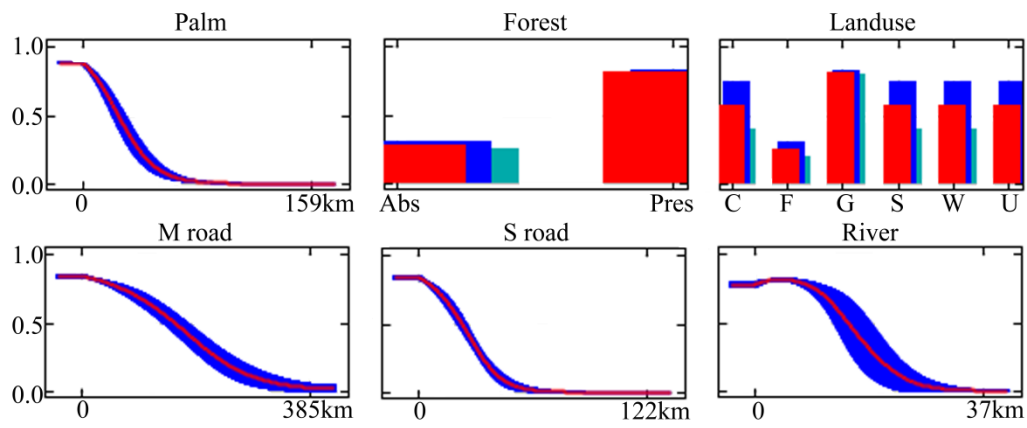 Palm Forest Landuse
1.0
0.5
0.0
0 159km Abs Pres C F G S W U
M road S road River
1.0
0.5
0.0
0 385km 0 122km 0 37km